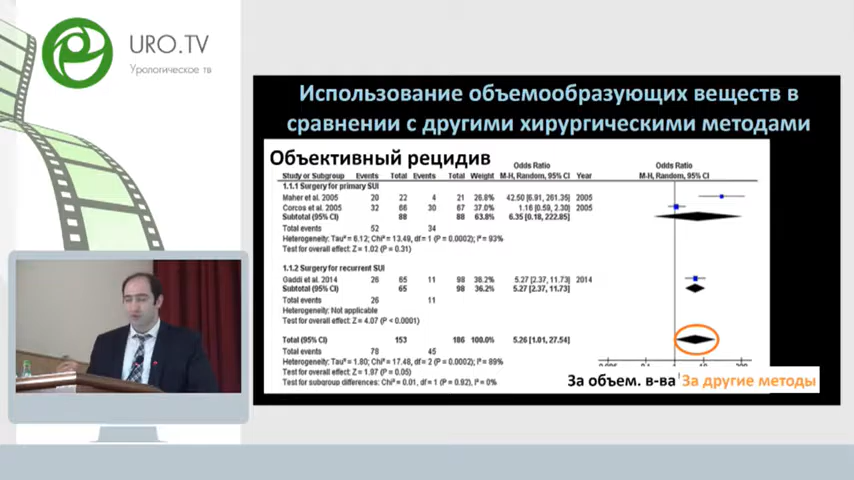 URO.TV
Урологическое тв
Использование объемообразующих веществ в
сравнении с другими хирургическими методами
Объективный рецидив
Odds Ratio Odds Ratio
Study or Subgroup Events Total Events Total Weight M-H, Random, 95% CI Year M-H, Random, 95% CI
1.1.1 Surgery for primary SUI
Maher et al. 2005 20 22 4 21 26.8% 42.50 [6.91, 261.35] 2005
Corcos et al. 2005 32 66 30 67 37.0% 1.16 [0.59, 2.30] 2005
Subtotal (95% CI) 88 88 63.8% 6.35 [0.18, 222.85]
Total events 52 34
Heterogeneity: Tau² = 6.12; Chi² = 13.49, df = 1 (P = 0.0002); I² = 93%
Test for overall effect: Z = 1.02 (P = 0.31)
1.1.2 Surgery for recurrent SUI
Gaddi et al. 2014 26 65 11 98 36.2% 5.27 [2.37, 11.73] 2014
Subtotal (95% CI) 65 98 36.2% 5.27 [2.37, 11.73]
Total events 26 11
Heterogeneity: Not applicable
Test for overall effect: Z = 4.07 (P < 0.0001)
Total (95% CI) 153 186 100.0% 5.26 [1.01, 27.54]
Total events 78 45
Heterogeneity: Tau² = 1.80; Chi² = 17.48, df = 2 (P = 0.0002); I² = 89%
Test for overall effect: Z = 1.97 (P = 0.05)
Test for subgroup differences: Chi² = 0.01, df = 1 (P = 0.92), I² = 0%
За объем. в-ва За другие методы